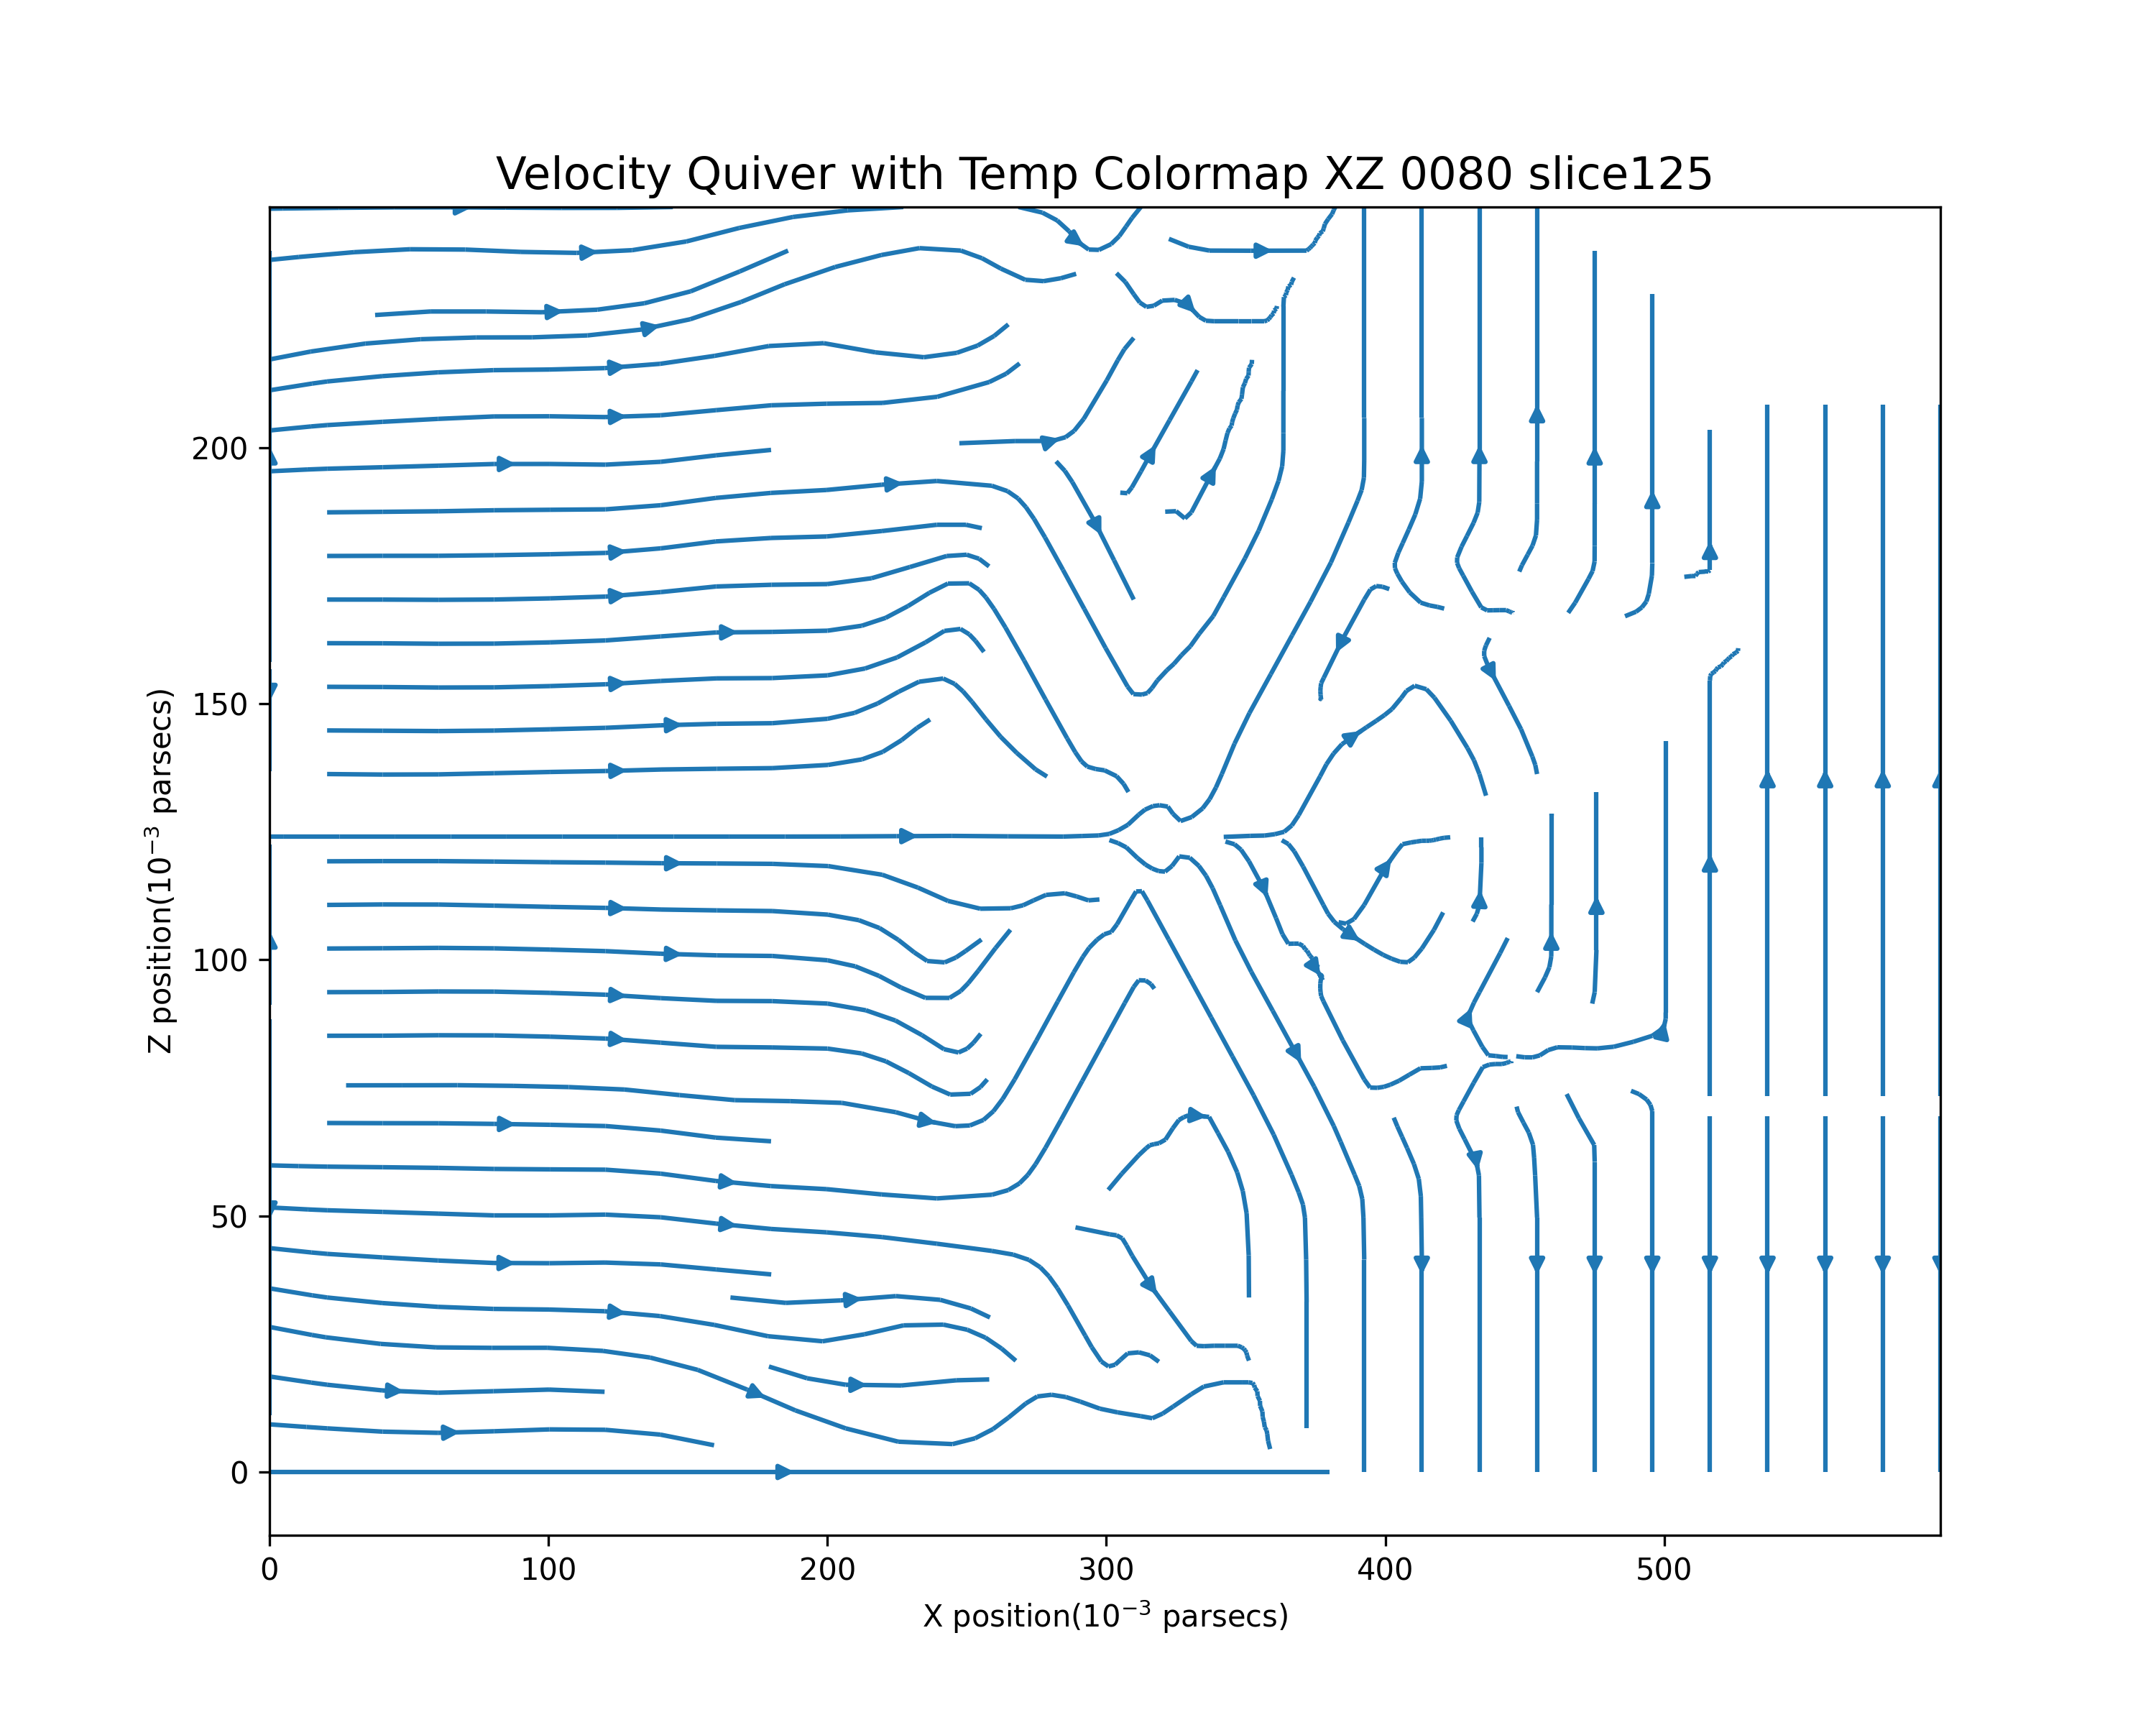 Velocity Quiver with Temp Colormap XZ 0080 slice125
Z position(10⁻³ parsecs)
200
150
100
50
0
0 100 200 300 400 500
X position(10⁻³ parsecs)